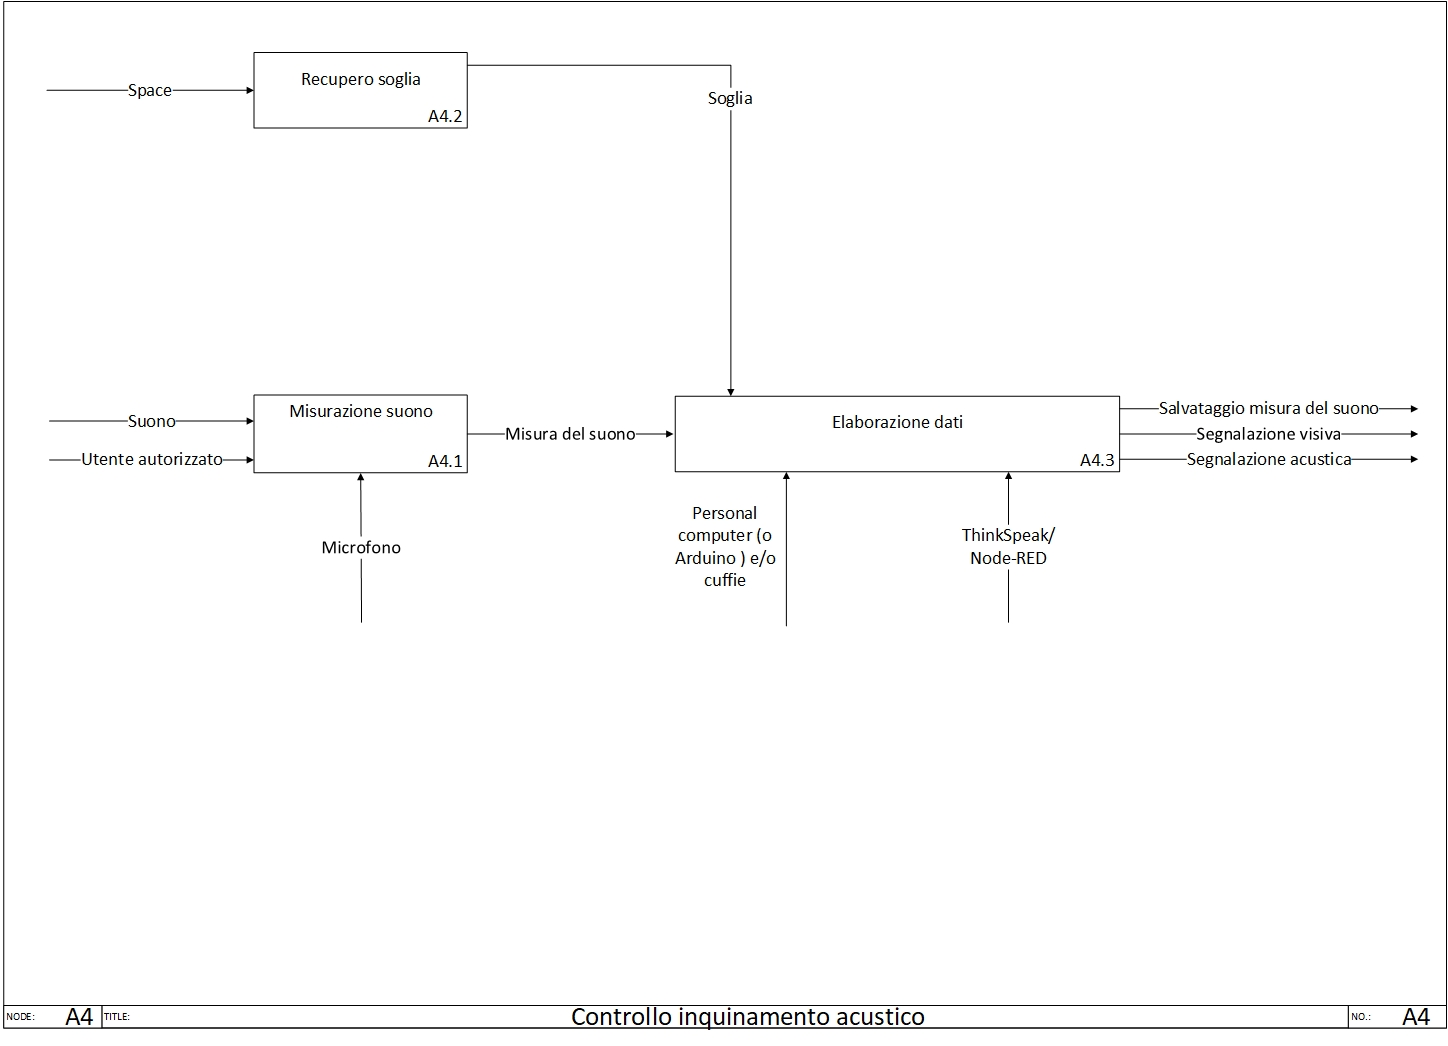 Recupero soglia
Space
A4.2
Soglia
Misurazione suono
Suono
Utente autorizzato
A4.1
Misura del suono
Elaborazione dati
A4.3
Salvataggio misura del suono
Segnalazione visiva
Segnalazione acustica
Microfono
Personal
computer (o
Arduino ) e/o
cuffie
ThinkSpeak/
Node-RED
NODE: A4 TITLE: Controllo inquinamento acustico NO.: A4